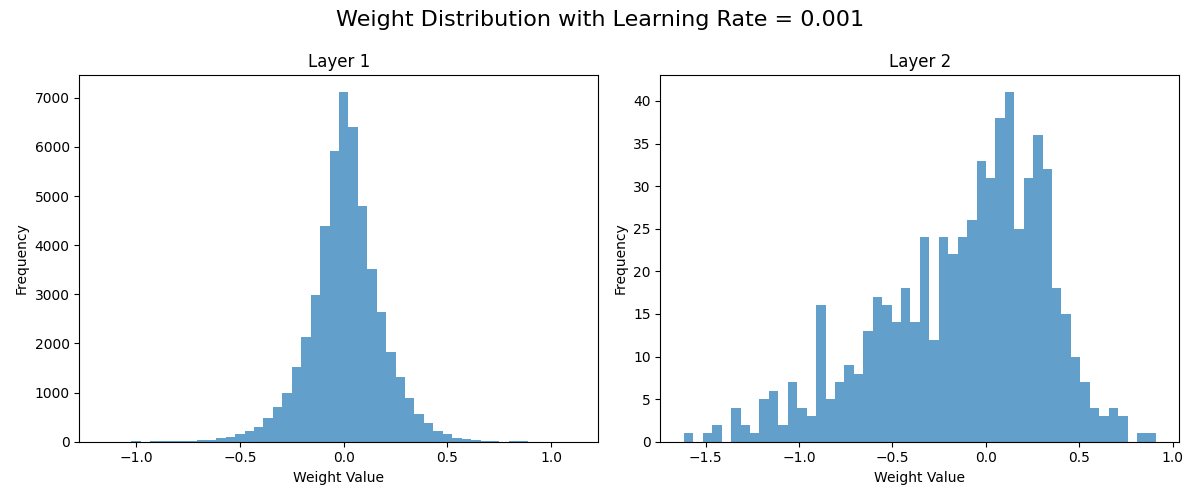 Weight Distribution with Learning Rate = 0.001
Layer 1
Frequency
7000
6000
5000
4000
3000
2000
1000
0
−1.0 −0.5 0.0 0.5 1.0
Weight Value
Layer 2
Frequency
40
35
30
25
20
15
10
5
0
−1.5 −1.0 −0.5 0.0 0.5 1.0
Weight Value